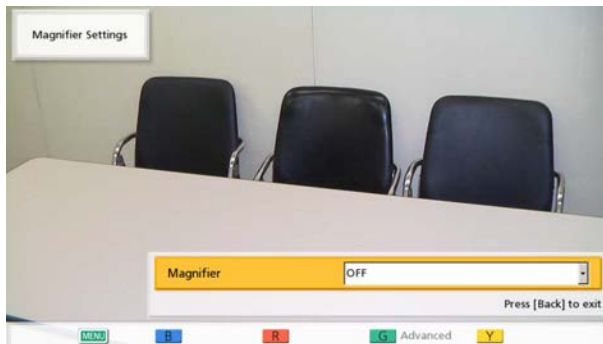 Magnifier Settings
Magnifier OFF
Press [Back] to exit
MENU B R G Advanced Y